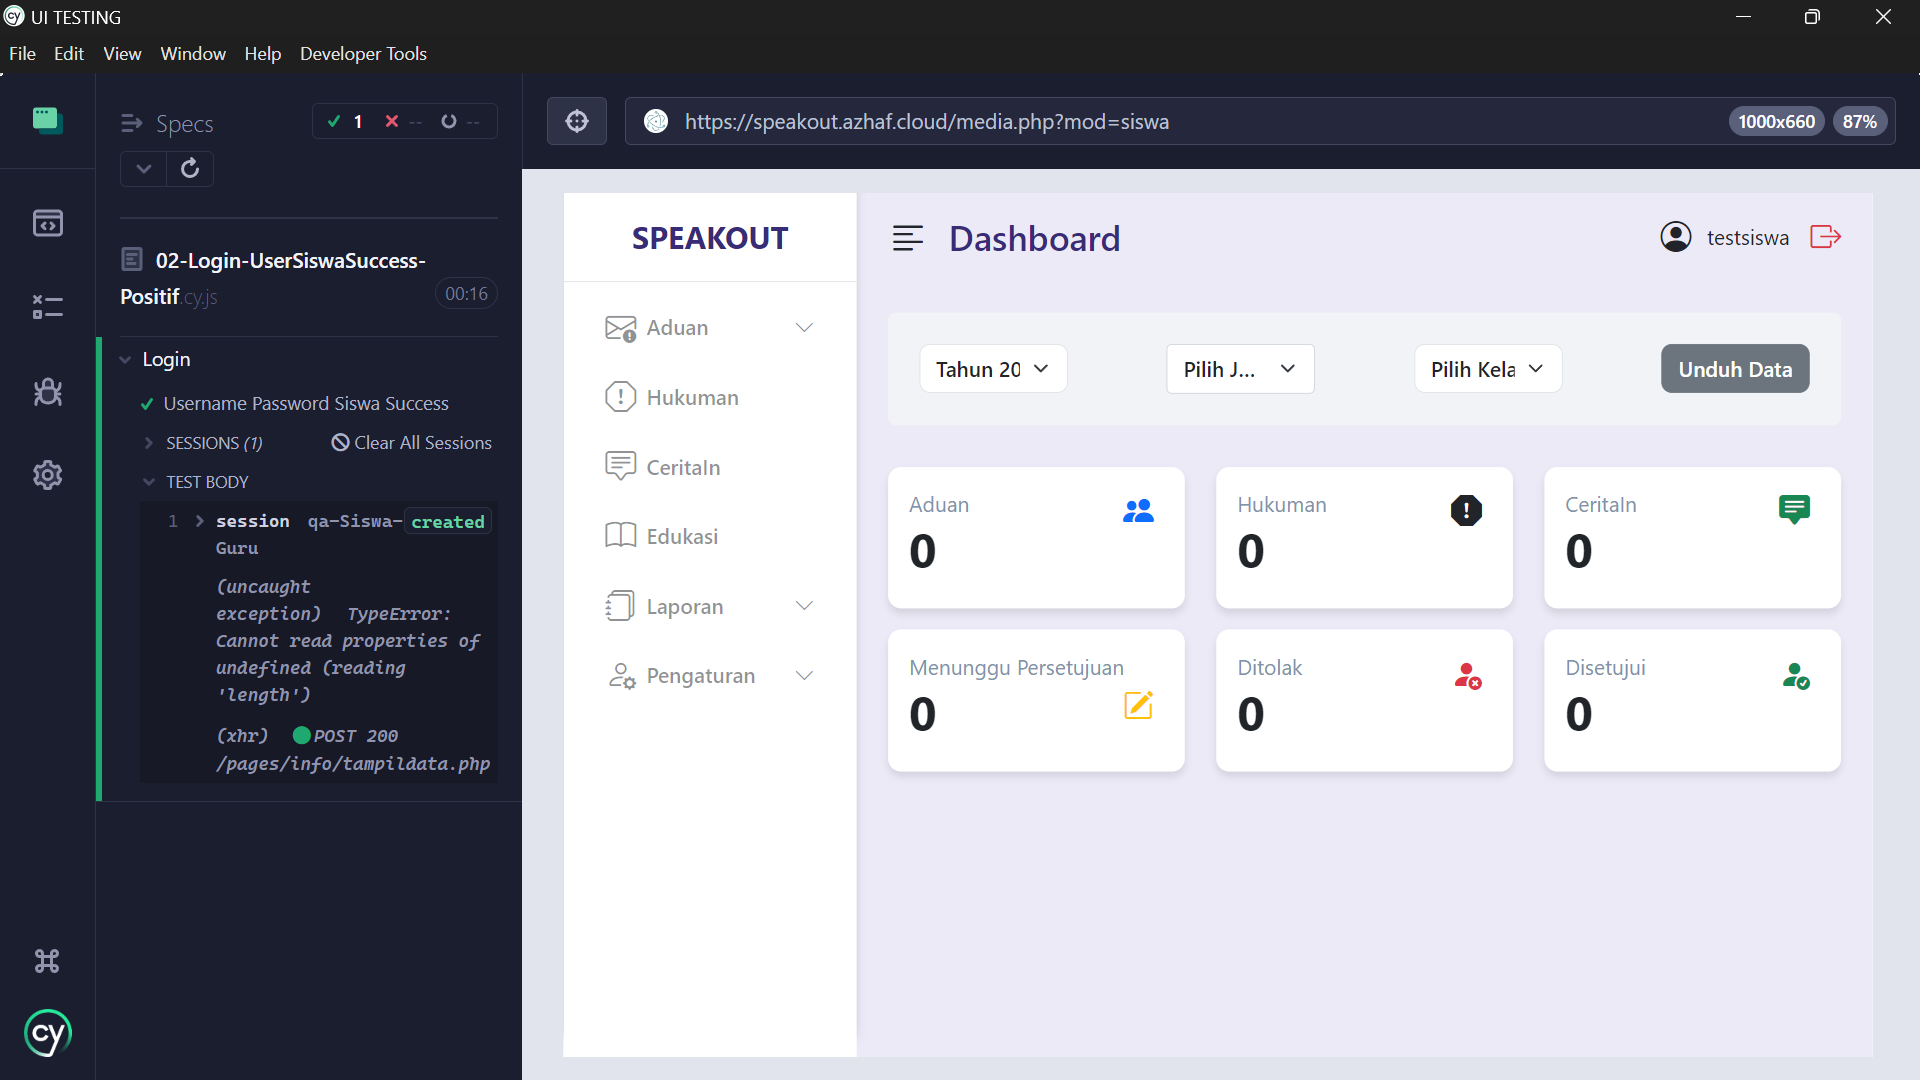 UI TESTING
File Edit View Window Help Developer Tools
Specs
1 -- --
02-Login-UserSiswaSuccess-
Positif.cy.js
00:16
Login
Username Password Siswa Success
SESSIONS (1)
Clear All Sessions
TEST BODY
1 session qa-Siswa- created
Guru
(uncaught
exception) TypeError:
Cannot read properties of
undefined (reading
'length')
(xhr) POST 200
/pages/info/tampildata.php
cy
https://speakout.azhaf.cloud/media.php?mod=siswa
1000x660
87%
SPEAKOUT
Aduan
Hukuman
CeritaIn
Edukasi
Laporan
Pengaturan
Dashboard
testsiswa
Tahun 20
Pilih J...
Pilih Kela
Unduh Data
Aduan
0
Hukuman
0
CeritaIn
0
Menunggu Persetujuan
0
Ditolak
0
Disetujui
0